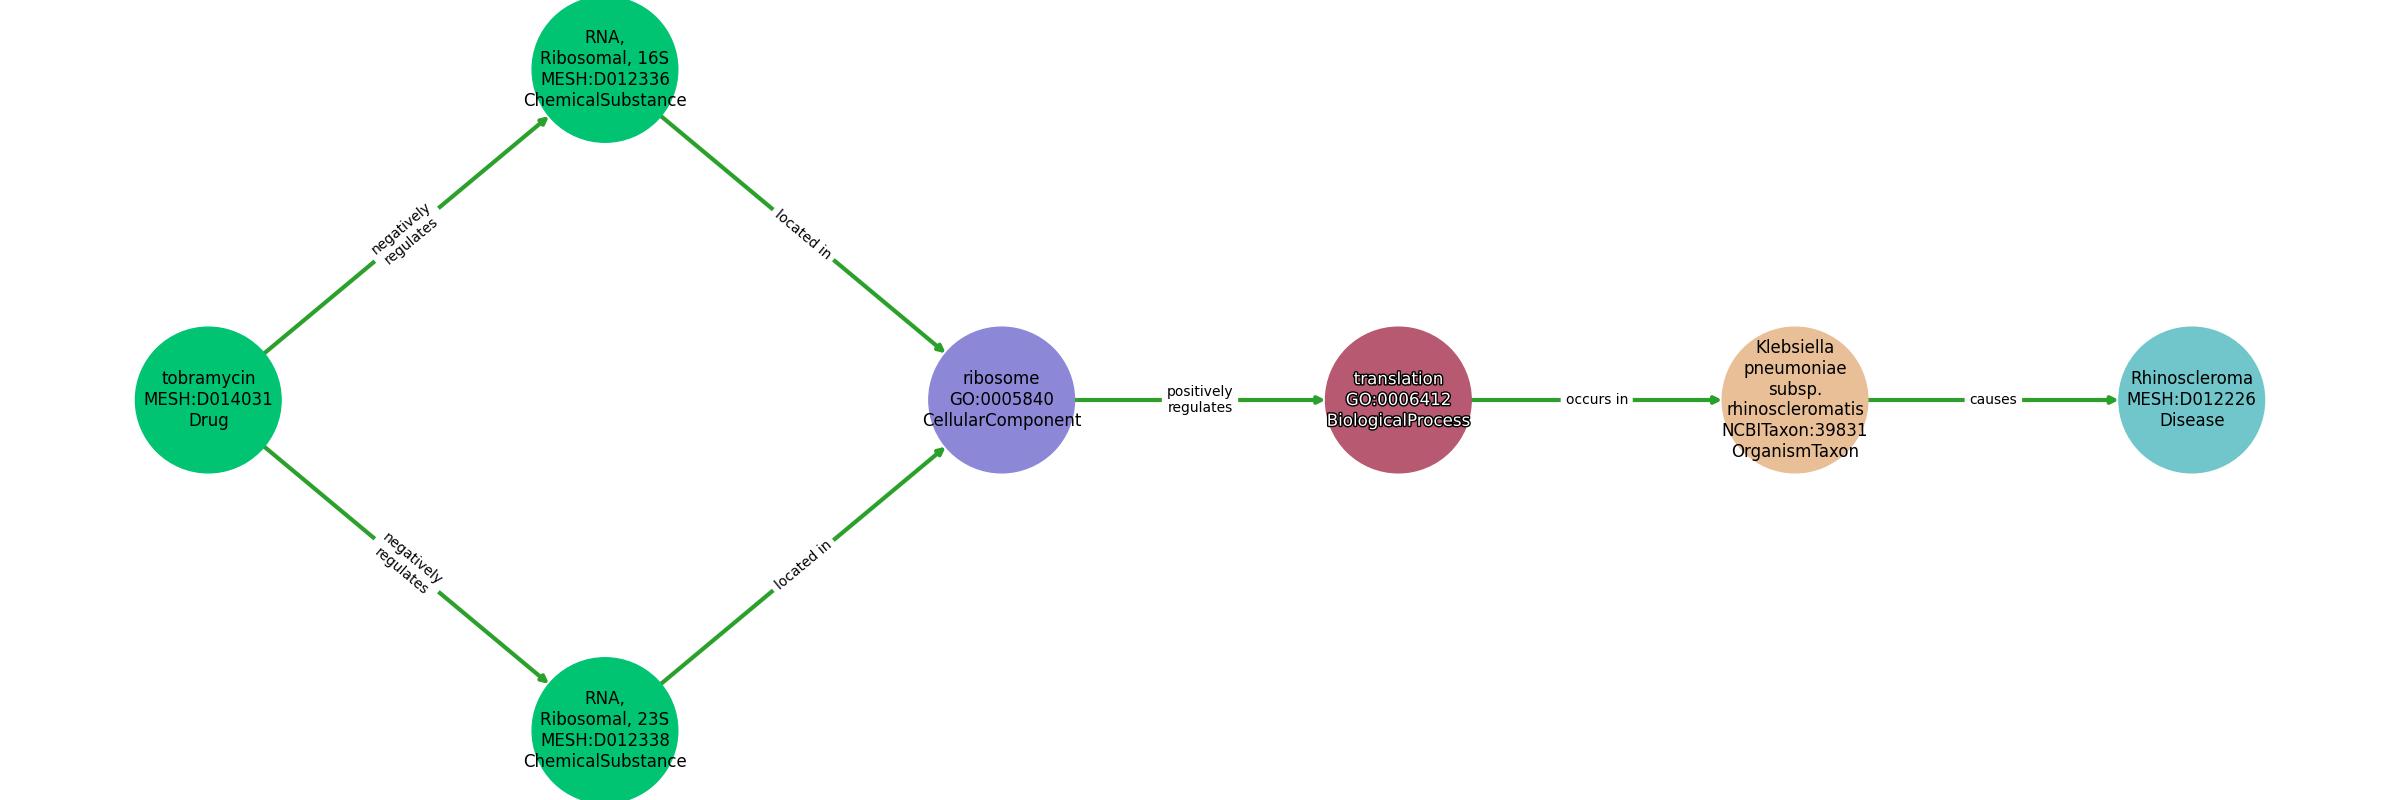 RNA,
Ribosomal, 16S
MESH:D012336
ChemicalSubstance
negatively
regulates
located in
tobramycin
MESH:D014031
Drug
ribosome
GO:0005840
CellularComponent
positively
regulates
translation
GO:0006412
BiologicalProcess
occurs in
Klebsiella
pneumoniae
subsp.
rhinoscleromatis
NCBITaxon:39831
OrganismTaxon
causes
Rhinoscleroma
MESH:D012226
Disease
negatively
regulates
located in
RNA,
Ribosomal, 23S
MESH:D012338
ChemicalSubstance